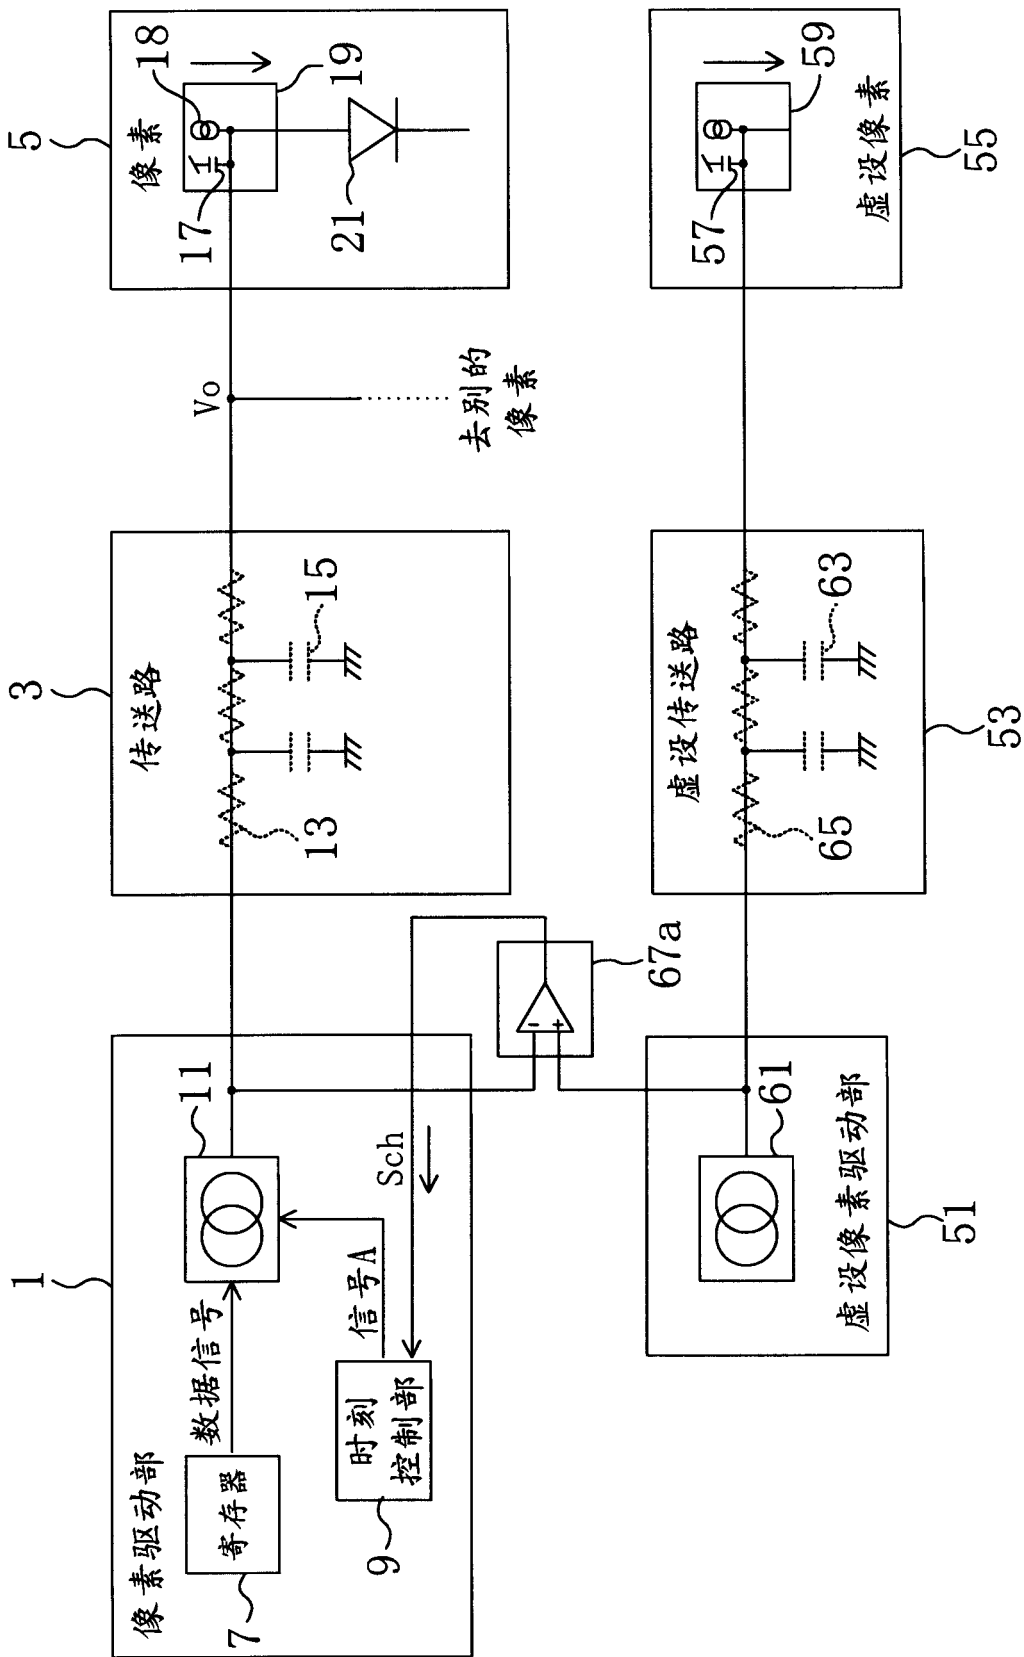 1
像素驱动部
寄存器
7
数据信号
11
时刻
控制部
9
信号A
Sch
3
传送路
13
15
Vo
去别的
像素
5
像素
17
18
19
21
67a
-
+
51
虚设像素驱动部
61
53
虚设传送路
65
63
55
虚设像素
57
59